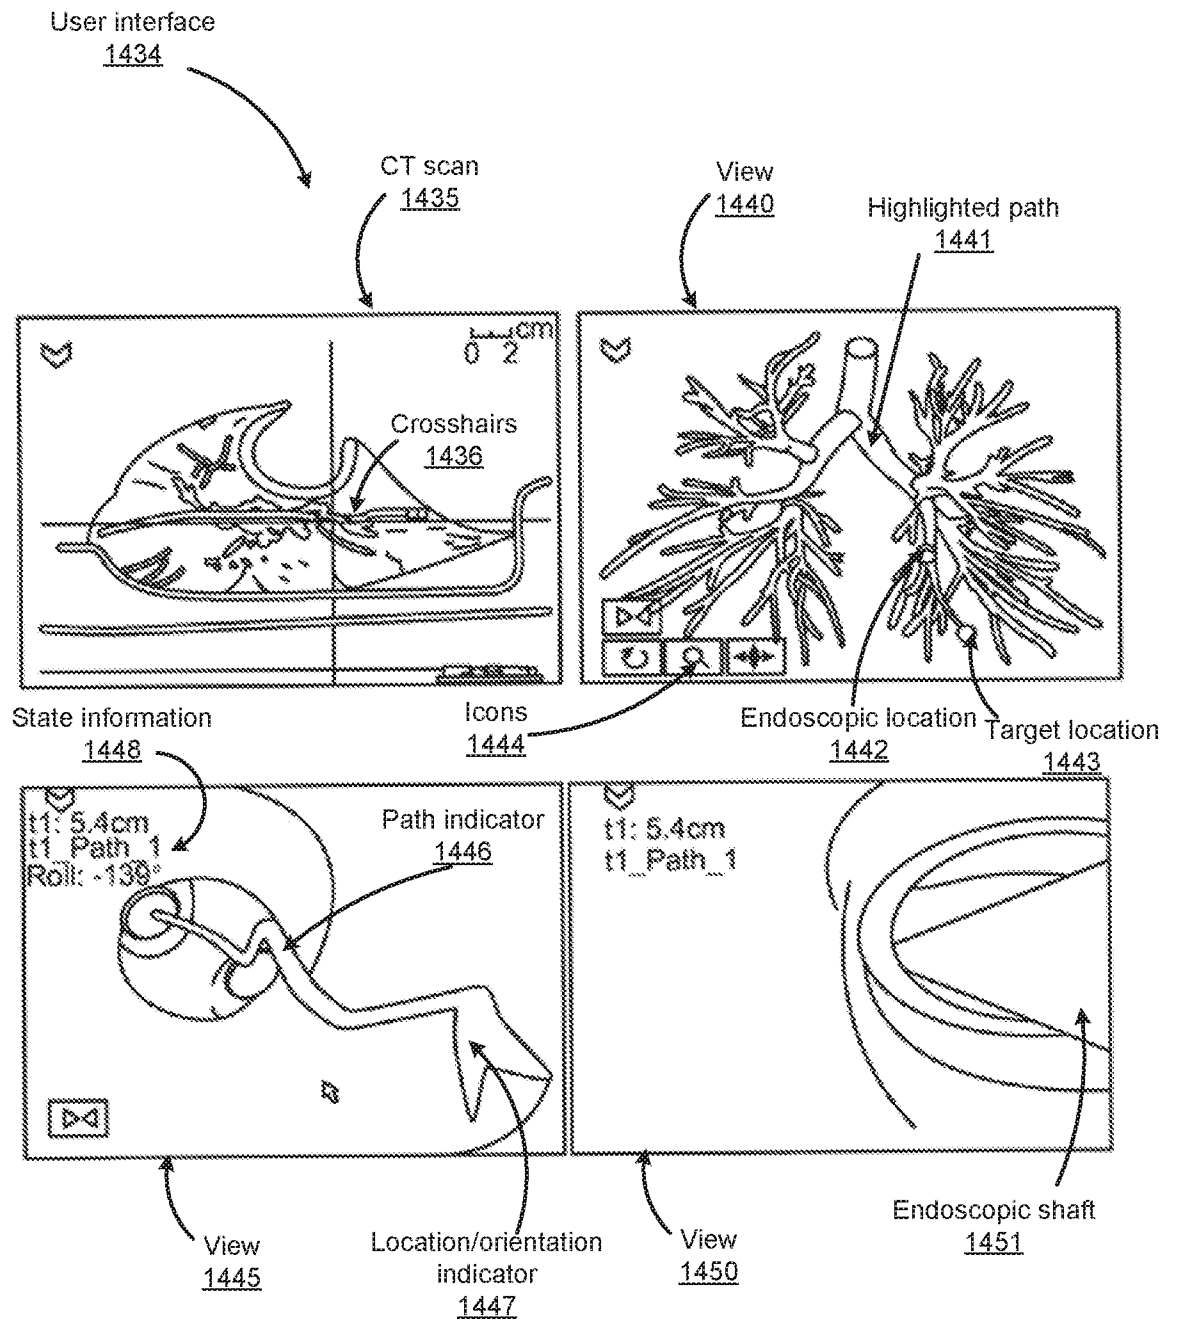 User interface
1434
CT scan
1435
View
1440
Highlighted path
1441
cm
0 2
Crosshairs
1436
State information
1448
Icons
1444
Endoscopic location
1442
Target location
1443
t1: 5.4cm
t1_Path_1
Roll: -139°
Path indicator
1446
t1: 5.4cm
t1_Path_1
View
1445
Location/orientation
indicator
1447
View
1450
Endoscopic shaft
1451